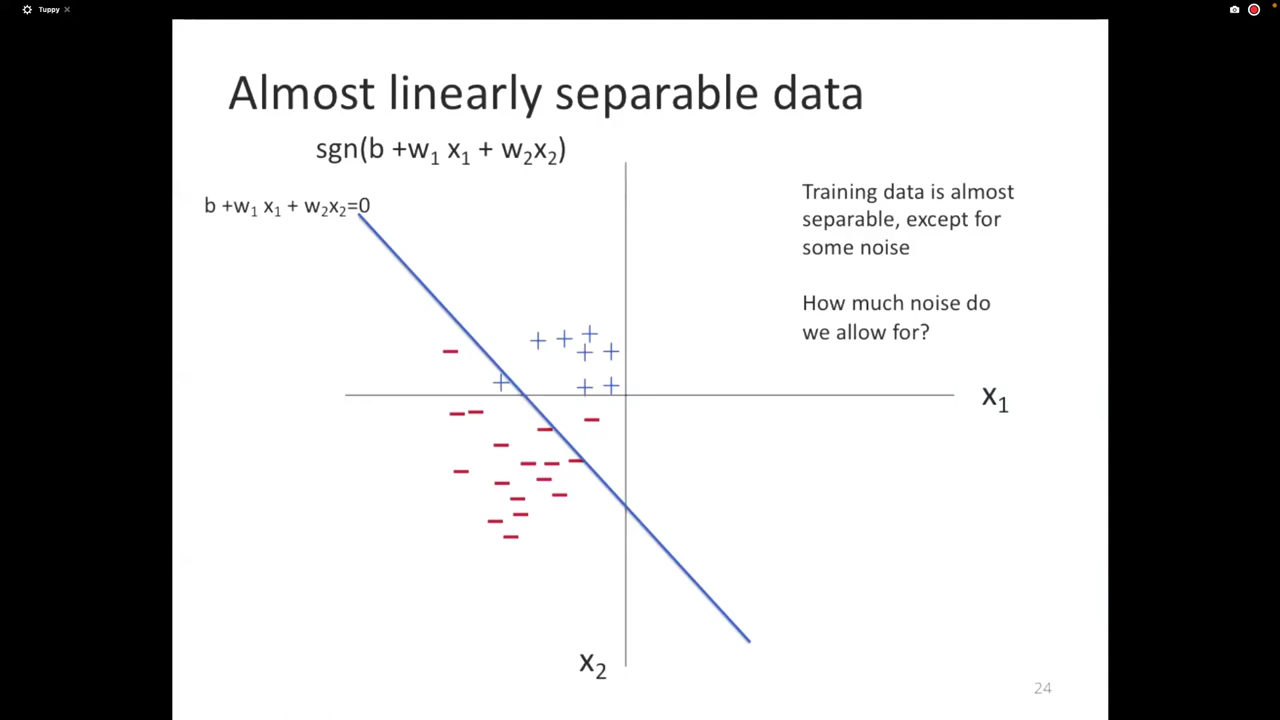 Tuppy ×
Almost linearly separable data
sgn(b +w₁ x₁ + w₂x₂)
b +w₁ x₁ + w₂x₂=0
Training data is almost
separable, except for
some noise
How much noise do
we allow for?
x₁
x₂
24